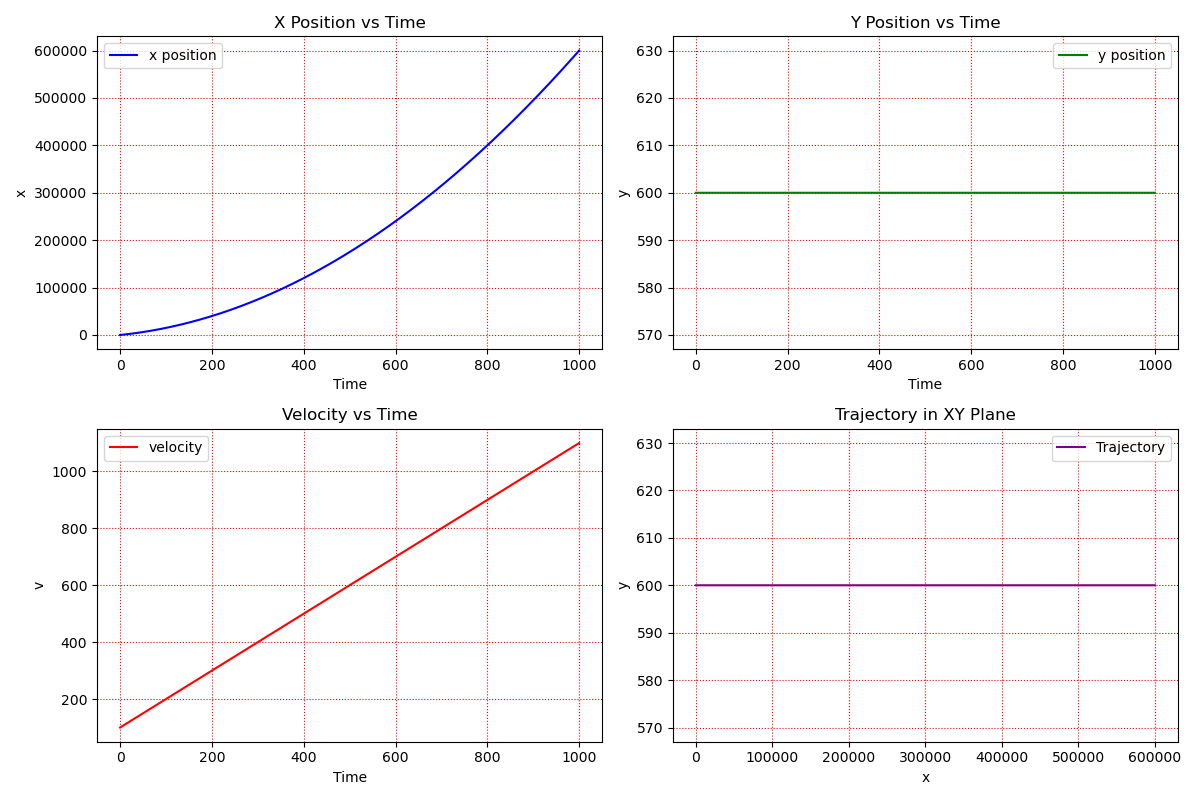 X Position vs Time
x position
600000
500000
400000
300000
200000
100000
0
x
0 200 400 600 800 1000
Time
Y Position vs Time
y position
630
620
610
600
590
580
570
y
0 200 400 600 800 1000
Time
Velocity vs Time
velocity
1000
800
600
400
200
v
0 200 400 600 800 1000
Time
Trajectory in XY Plane
Trajectory
630
620
610
600
590
580
570
y
0 100000 200000 300000 400000 500000 600000
x